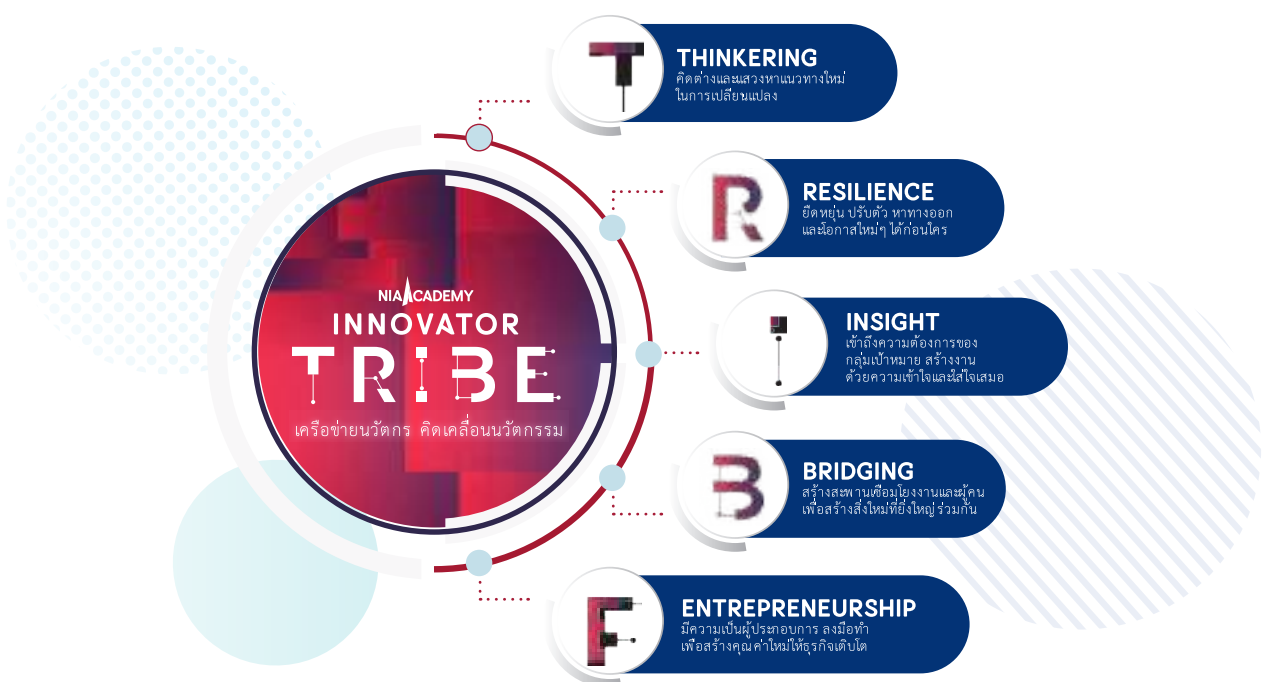 NIA ACADEMY
INNOVATOR
TRIBE
เครือข่ายนวัตกร คิดเคลื่อนนวัตกรรม
T
THINKERING
คิดต่างและแสวงหาแนวทางใหม่
ในการเปลี่ยนแปลง
R
RESILIENCE
ยืดหยุ่น ปรับตัว หาทางออก
และโอกาสใหม่ๆ ได้ก่อนใคร
I
INSIGHT
เข้าถึงความต้องการของ
กลุ่มเป้าหมาย สร้างงาน
ด้วยความเข้าใจและใส่ใจเสมอ
B
BRIDGING
สร้างสะพานเชื่อมโยงงานและผู้คน
เพื่อสร้างสิ่งใหม่ที่ยิ่งใหญ่ร่วมกัน
E
ENTREPRENEURSHIP
มีความเป็นผู้ประกอบการ ลงมือทำ
เพื่อสร้างคุณค่าใหม่ให้ธุรกิจเติบโต